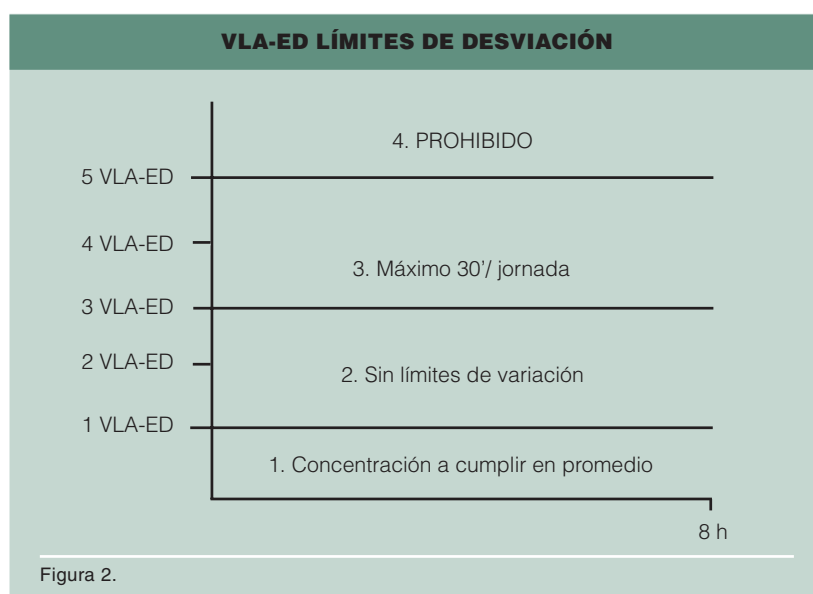 VLA-ED LÍMITES DE DESVIACIÓN
4. PROHIBIDO
5 VLA-ED
4 VLA-ED
3. Máximo 30’/ jornada
3 VLA-ED
2 VLA-ED
2. Sin límites de variación
1 VLA-ED
1. Concentración a cumplir en promedio
8 h
Figura 2.